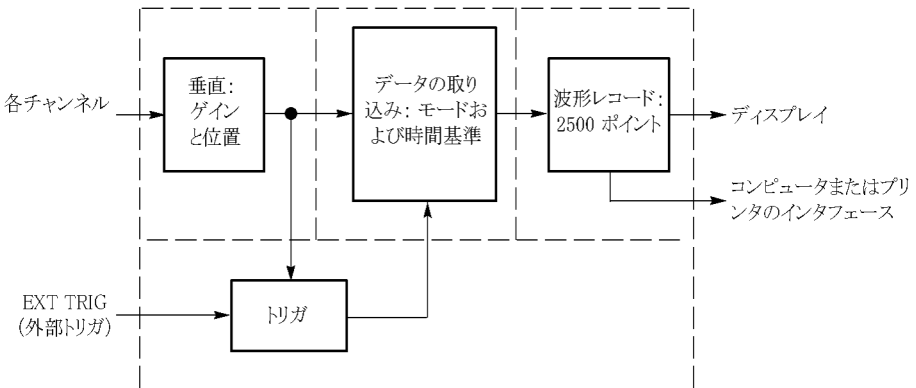 各チャンネル
垂直：
ゲイン
と位置
データの取り
込み：モードお
よび時間基準
波形レコード：
2500 ポイント
ディスプレイ
コンピュータまたはプリ
ンタのインタフェース
EXT TRIG
（外部トリガ）
トリガ